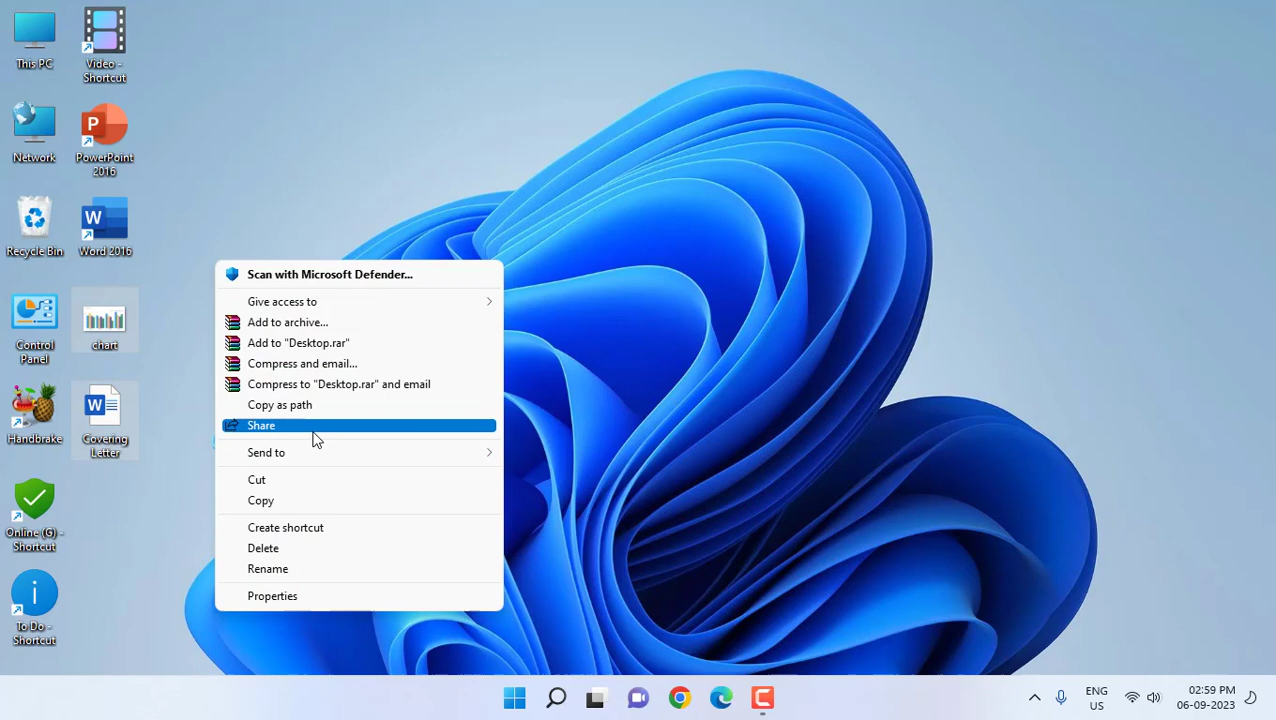 This PC
Video -
Shortcut
Network
PowerPoint
2016
Recycle Bin
Word 2016
Control
Panel
chart
Handbrake
Covering
Letter
Online (G) -
Shortcut
To Do -
Shortcut
Scan with Microsoft Defender...
Give access to
Add to archive...
Add to "Desktop.rar"
Compress and email...
Compress to "Desktop.rar" and email
Copy as path
Share
Send to
Cut
Copy
Create shortcut
Delete
Rename
Properties
ENG
US
02:59 PM
06-09-2023